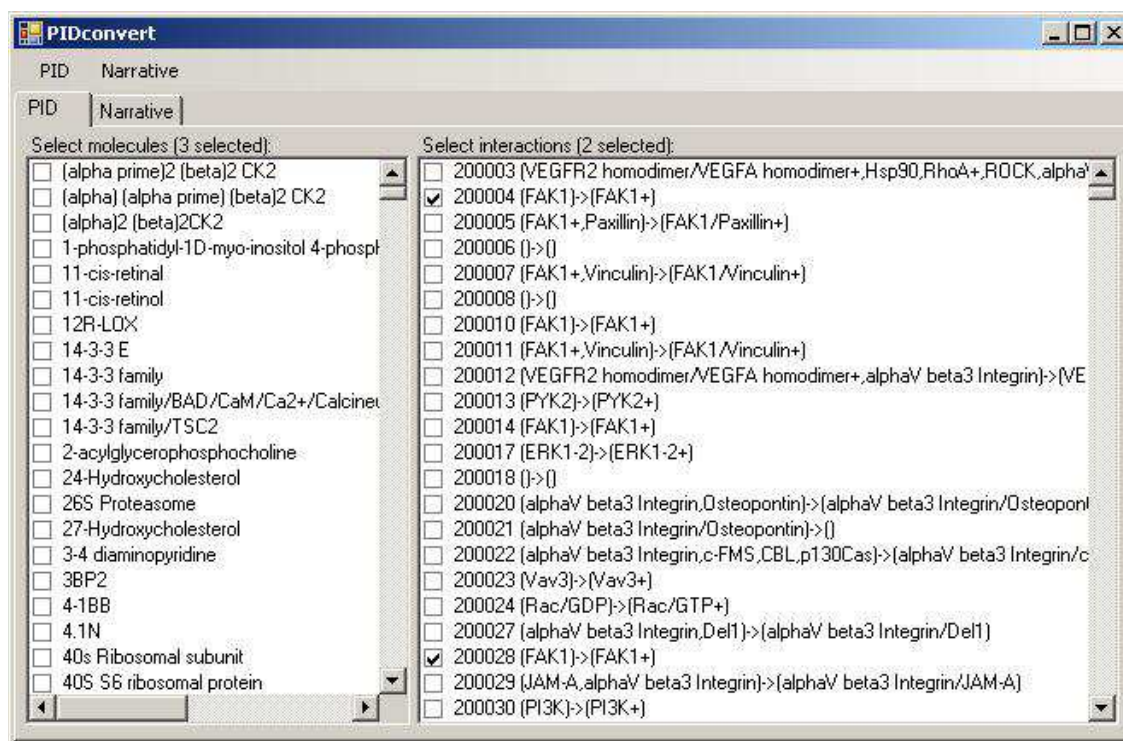 PIDconvert
PID Narrative
PID Narrative
Select molecules (3 selected):
(alpha prime)2 (beta)2 CK2
(alpha) (alpha prime) (beta)2 CK2
(alpha)2 (beta)2CK2
1-phosphatidyl-1D-myo-inositol 4-phosph
11-cis-retinal
11-cis-retinol
12R-LOX
14-3-3 E
14-3-3 family
14-3-3 family/BAD/CaM/Ca2+/Calcineu
14-3-3 family/TSC2
2-acylglycerophosphocholine
24-Hydroxycholesterol
26S Proteasome
27-Hydroxycholesterol
3-4 diaminopyridine
3BP2
4-1BB
4.1N
40s Ribosomal subunit
40S S6 ribosomal protein
Select interactions (2 selected):
200003 (VEGFR2 homodimer/VEGFA homodimer+,Hsp90,RhoA+,ROCK,alphaV
200004 (FAK1)->(FAK1+)
200005 (FAK1+,Paxillin)->(FAK1/Paxillin+)
200006 ()->()
200007 (FAK1+,Vinculin)->(FAK1/Vinculin+)
200008 ()->()
200010 (FAK1)->(FAK1+)
200011 (FAK1+,Vinculin)->(FAK1/Vinculin+)
200012 (VEGFR2 homodimer/VEGFA homodimer+,alphaV beta3 Integrin)->(VE
200013 (PYK2)->(PYK2+)
200014 (FAK1)->(FAK1+)
200017 (ERK1-2)->(ERK1-2+)
200018 ()->()
200020 (alphaV beta3 Integrin,Osteopontin)->(alphaV beta3 Integrin/Osteopont
200021 (alphaV beta3 Integrin/Osteopontin)->()
200022 (alphaV beta3 Integrin,c-FMS,CBL,p130Cas)->(alphaV beta3 Integrin/c
200023 (Vav3)->(Vav3+)
200024 (Rac/GDP)->(Rac/GTP+)
200027 (alphaV beta3 Integrin,Del1)->(alphaV beta3 Integrin/Del1)
200028 (FAK1)->(FAK1+)
200029 (JAM-A,alphaV beta3 Integrin)->(alphaV beta3 Integrin/JAM-A)
200030 (PI3K)->(PI3K+)